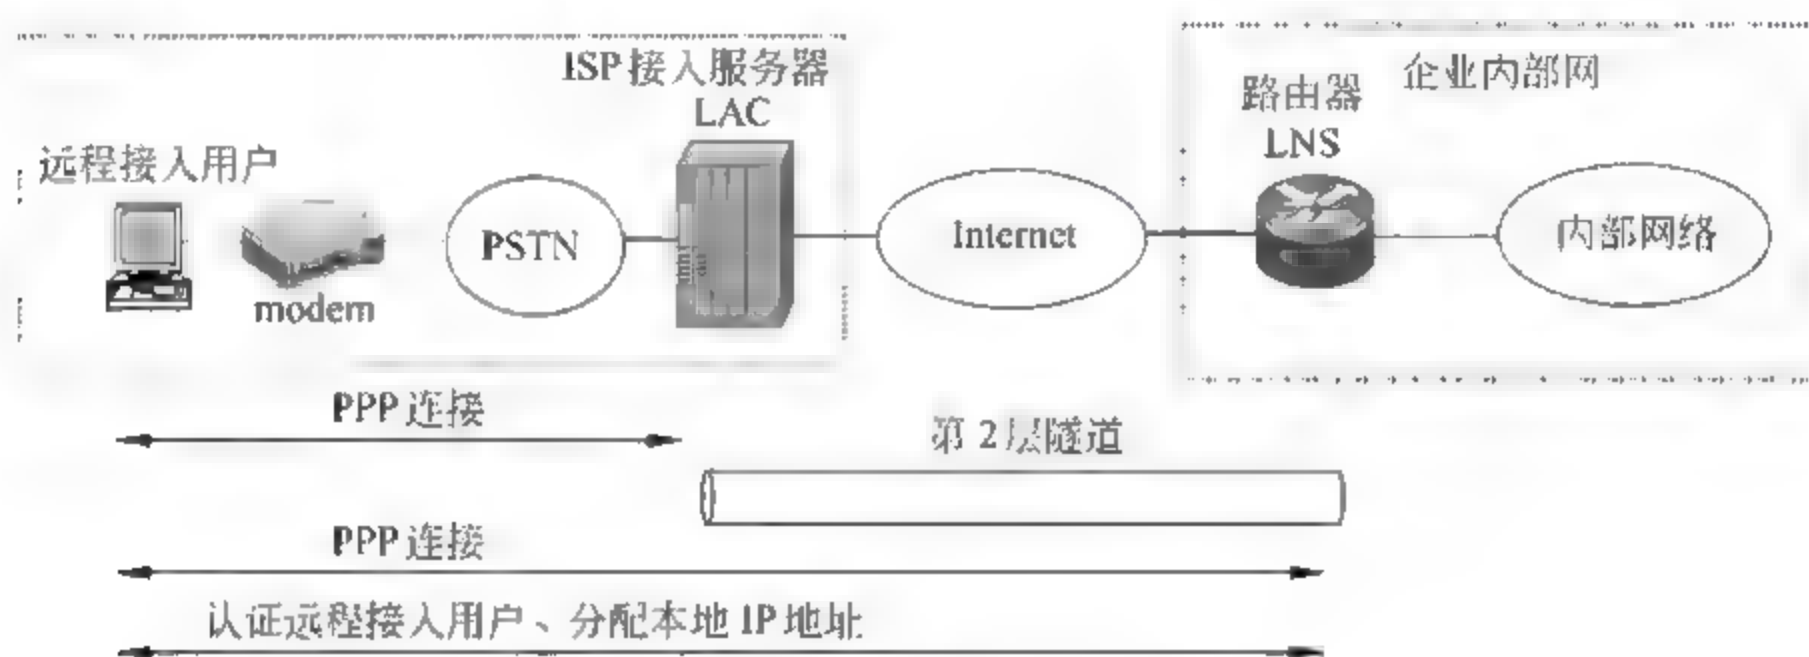 ISP 接入服务器
LAC
企业内部网
路由器
LNS
远程接入用户
PSTN
Internet
内部网络
modem
PPP 连接
第 2 层隧道
PPP 连接
认证远程接入用户、分配本地 IP 地址